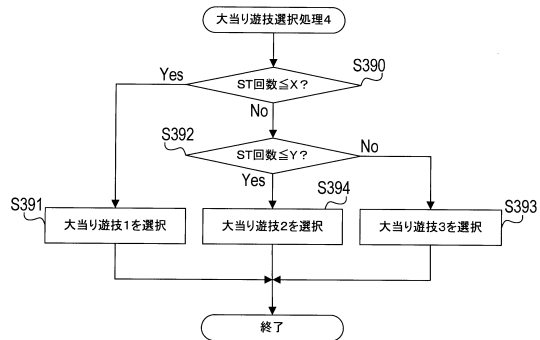 大当り遊技選択処理4
S390
ST回数≦X?
Yes
No
S392
ST回数≦Y?
No
Yes
S391
大当り遊技1を選択
S394
大当り遊技2を選択
S393
大当り遊技3を選択
終了